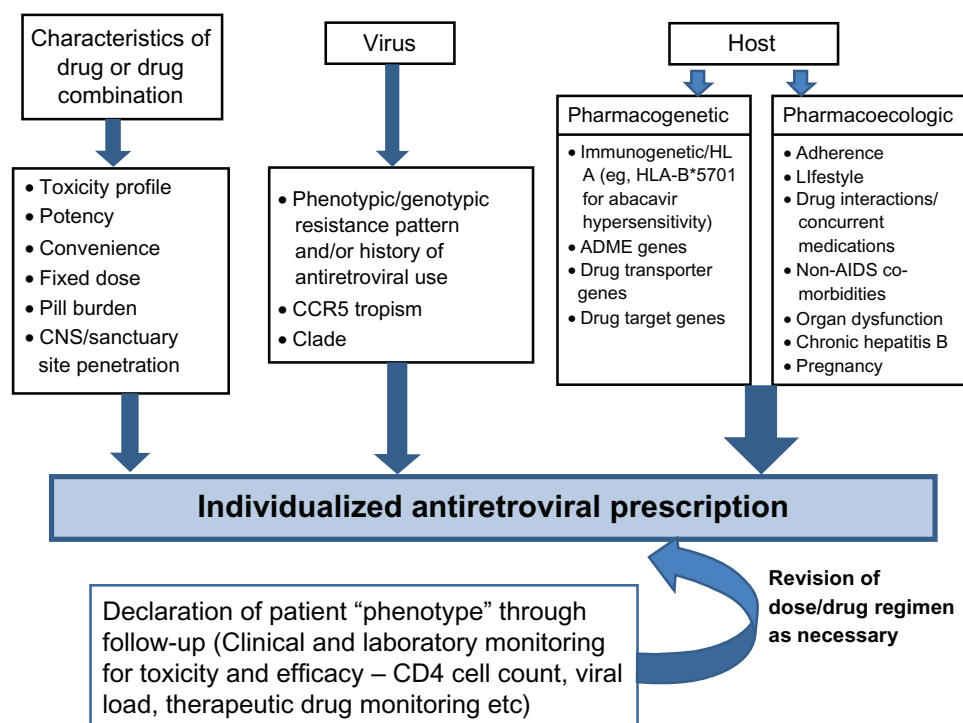 Characteristics of
drug or drug
combination
• Toxicity profile
• Potency
• Convenience
• Fixed dose
• Pill burden
• CNS/sanctuary
site penetration
Virus
• Phenotypic/genotypic
resistance pattern
and/or history of
antiretroviral use
• CCR5 tropism
• Clade
Host
Pharmacogenetic
• Immunogenetic/HL
A (eg, HLA-B*5701
for abacavir
hypersensitivity)
• ADME genes
• Drug transporter
genes
• Drug target genes
Pharmacoecologic
• Adherence
• LIfestyle
• Drug interactions/
concurrent
medications
• Non-AIDS co-
morbidities
• Organ dysfunction
• Chronic hepatitis B
• Pregnancy
Individualized antiretroviral prescription
Declaration of patient “phenotype” through
follow-up (Clinical and laboratory monitoring
for toxicity and efficacy – CD4 cell count, viral
load, therapeutic drug monitoring etc)
Revision of
dose/drug regimen
as necessary